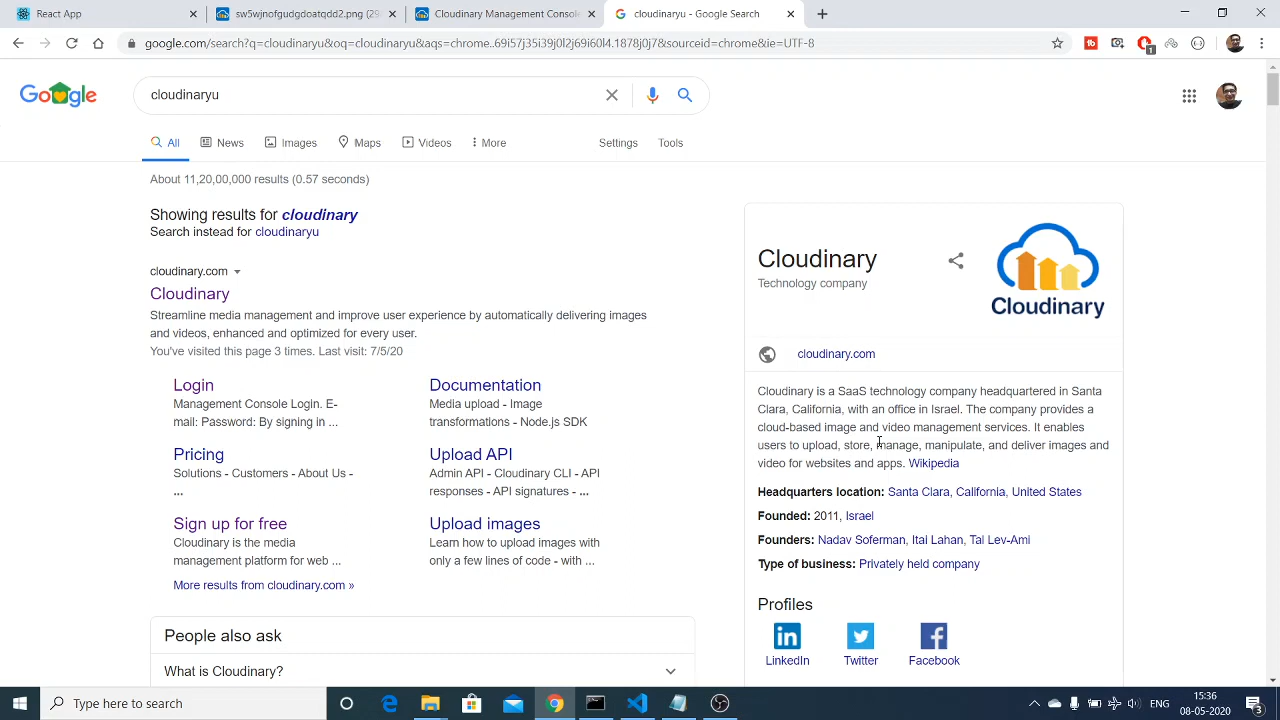 React App
sw5wjnofgudgdoatqdd2.png (29
Cloudinary Management Consol
cloudinaryu - Google Search
google.com/search?q=cloudinaryu&oq=cloudinaryu&aqs=chrome..69i57j35i39j0l2j69i60l4.1878j0j7&sourceid=chrome&ie=UTF-8
Google
cloudinaryu
All
News
Images
Maps
Videos
More
Settings
Tools
About 11,20,00,000 results (0.57 seconds)
Showing results for cloudinary
Search instead for cloudinaryu
cloudinary.com
Cloudinary
Streamline media management and improve user experience by automatically delivering images
and videos, enhanced and optimized for every user.
You've visited this page 3 times. Last visit: 7/5/20
Login
Management Console Login. E-
mail: Password: By signing in ...
Documentation
Media upload - Image
transformations - Node.js SDK
Pricing
Solutions - Customers - About Us -
...
Upload API
Admin API - Cloudinary CLI - API
responses - API signatures - ...
Sign up for free
Cloudinary is the media
management platform for web ...
Upload images
Learn how to upload images with
only a few lines of code - with ...
More results from cloudinary.com »
People also ask
What is Cloudinary?
Cloudinary
Technology company
Cloudinary
cloudinary.com
Cloudinary is a SaaS technology company headquartered in Santa
Clara, California, with an office in Israel. The company provides a
cloud-based image and video management services. It enables
users to upload, store, manage, manipulate, and deliver images and
video for websites and apps. Wikipedia
Headquarters location: Santa Clara, California, United States
Founded: 2011, Israel
Founders: Nadav Soferman, Itai Lahan, Tal Lev-Ami
Type of business: Privately held company
Profiles
LinkedIn
Twitter
Facebook
Type here to search
ENG
15:36
08-05-2020
3